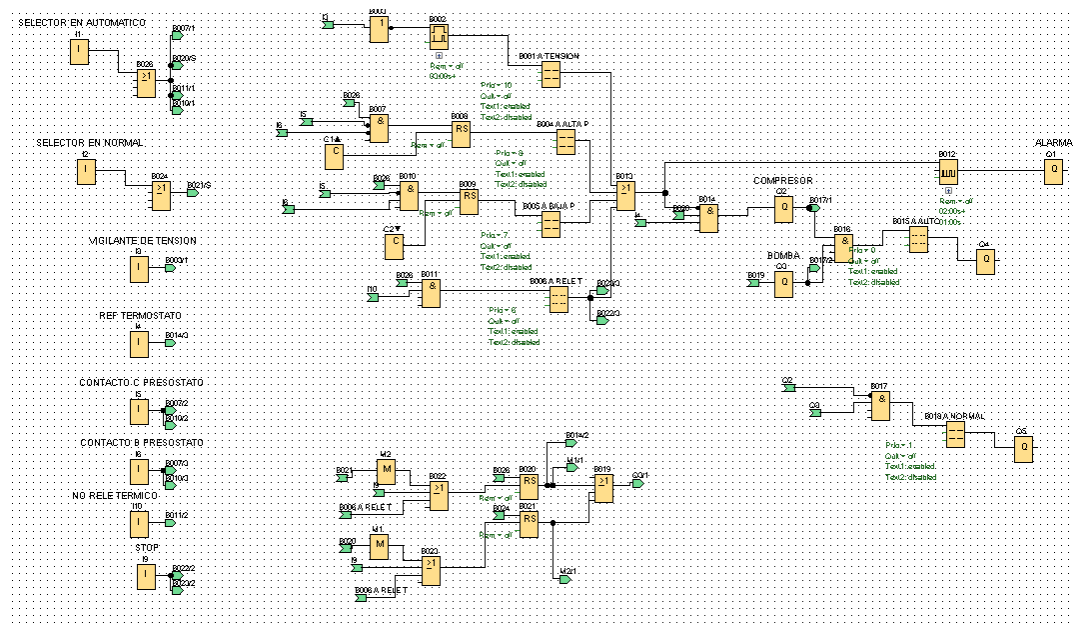 SELECTOR EN AUTOMATICO
I1
B026
B007/1
B020/S
B011/1
B010/1
SELECTOR EN NORMAL
I2
B024
B021/S
VIGILANTE DE TENSION
I3
B003/1
REF TERMOSTATO
I4
B014/3
CONTACTO C PRESOSTATO
I5
B007/2
B010/2
CONTACTO B PRESOSTATO
I6
B007/3
B010/3
NO RELE TERMICO
I10
B011/2
STOP
I9
B022/2
B023/2
I3
B003
B002
Rem = off
03:00s+
B001 A TENSION
Prio = 10
Quit = off
Text1: enabled
Text2: disabled
B026
I5
I6
B007
C1▲
B008
RS
Rem = off
B004 A ALTA P
Prio = 8
Quit = off
Text1: enabled
Text2: disabled
B026
I5
I6
B010
C2▼
B009
RS
Rem = off
B005 A BAJA P
Prio = 7
Quit = off
Text1: enabled
Text2: disabled
B026
I10
B011
B006 A RELE T
B023/3
B022/3
Prio = 6
Quit = off
Text1: enabled
Text2: disabled
B013
≥1
I4
B020
B014
&
COMPRESOR
Q2
Q
B017/1
BOMBA
B019
Q3
Q
B017/2
B016
&
B015 A AUTO
Prio = 0
Quit = off
Text1: enabled
Text2: disabled
Q4
Q
B012
Rem = off
02:00s+
01:00s
ALARMA
Q1
Q
Q2
Q3
B017
&
B018 A NORMAL
Prio = 1
Quit = off
Text1: enabled
Text2: disabled
Q5
Q
B021
M2
M
I9
B006 A RELE T
B022
≥1
B026
B020
RS
Rem = off
B014/2
M1/1
B019
≥1
Q3/1
B024
B021
RS
Rem = off
M2/1
B020
M1
M
I9
B006 A RELE T
B023
≥1